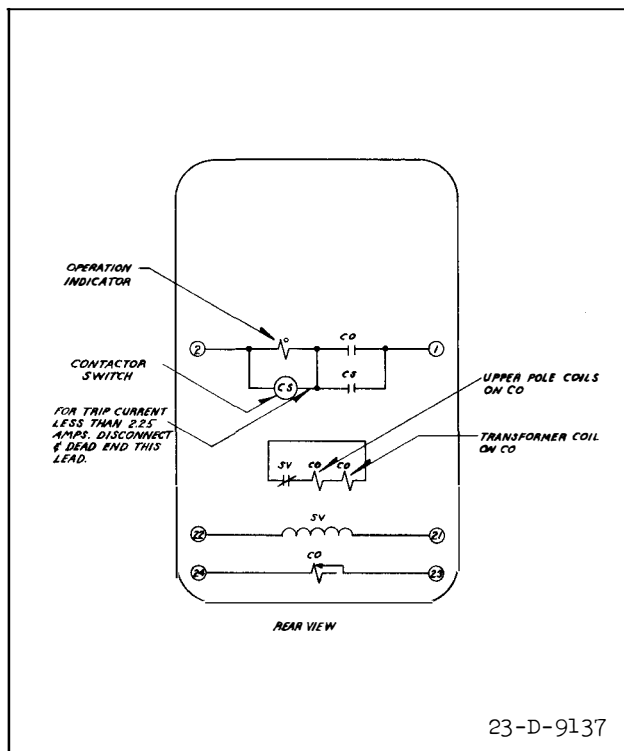 OPERATION
INDICATOR
CO
2
1
CONTACTOR
SWITCH
CS
CS
UPPER POLE COILS
ON CO
FOR TRIP CURRENT
LESS THAN 2.25
AMPS. DISCONNECT
& DEAD END THIS
LEAD.
TRANSFORMER COIL
ON CO
SV CO CO
SV
22
21
CO
24
23
REAR VIEW
23-D-9137